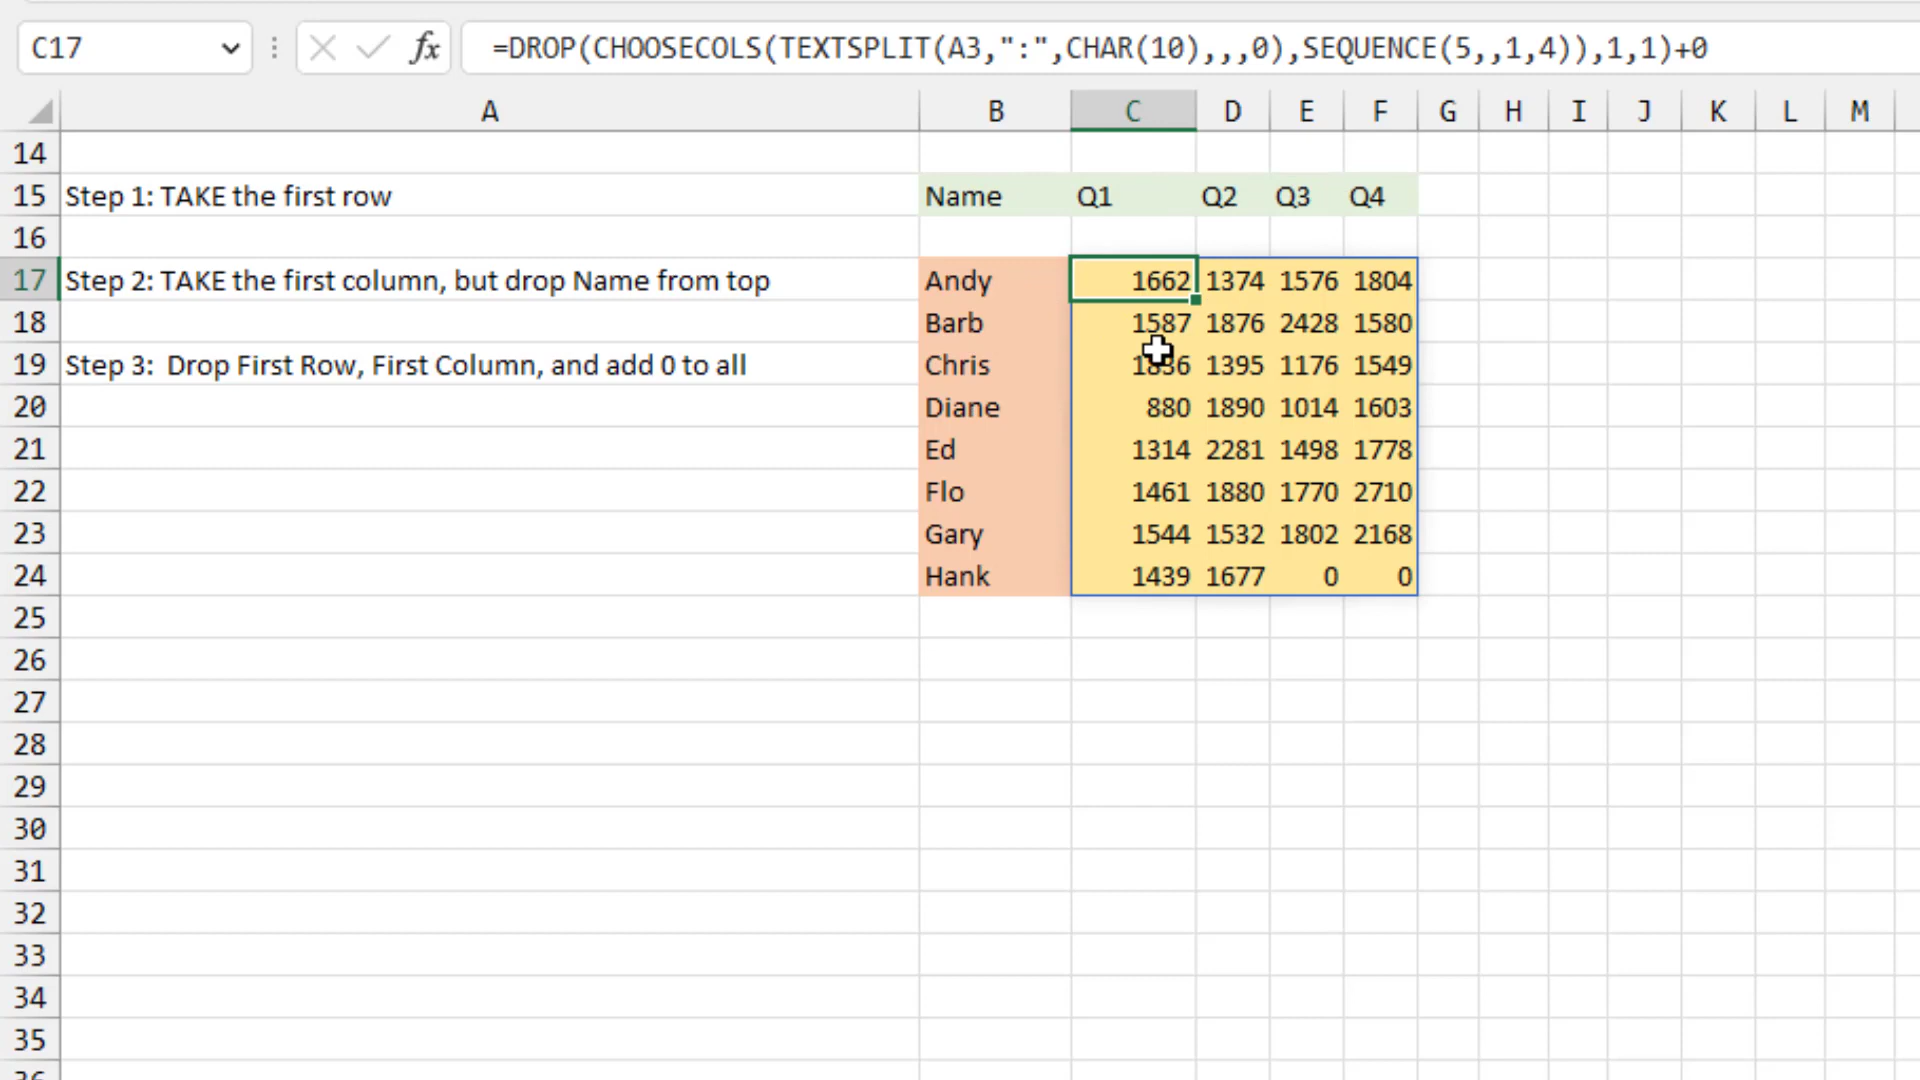 C17 fx =DROP(CHOOSECOLS(TEXTSPLIT(A3,":",CHAR(10),,,0),SEQUENCE(5,,1,4)),1,1)+0
A B C D E F G H I J K L M
14
15 Step 1: TAKE the first row Name Q1 Q2 Q3 Q4
16
17 Step 2: TAKE the first column, but drop Name from top Andy 1662 1374 1576 1804
18 Barb 1587 1876 2428 1580
19 Step 3:  Drop First Row, First Column, and add 0 to all Chris 1395 1176 1549
20 Diane 880 1890 1014 1603
21 Ed 1314 2281 1498 1778
22 Flo 1461 1880 1770 2710
23 Gary 1544 1532 1802 2168
24 Hank 1439 1677 0 0
25
26
27
28
29
30
31
32
33
34
35
36